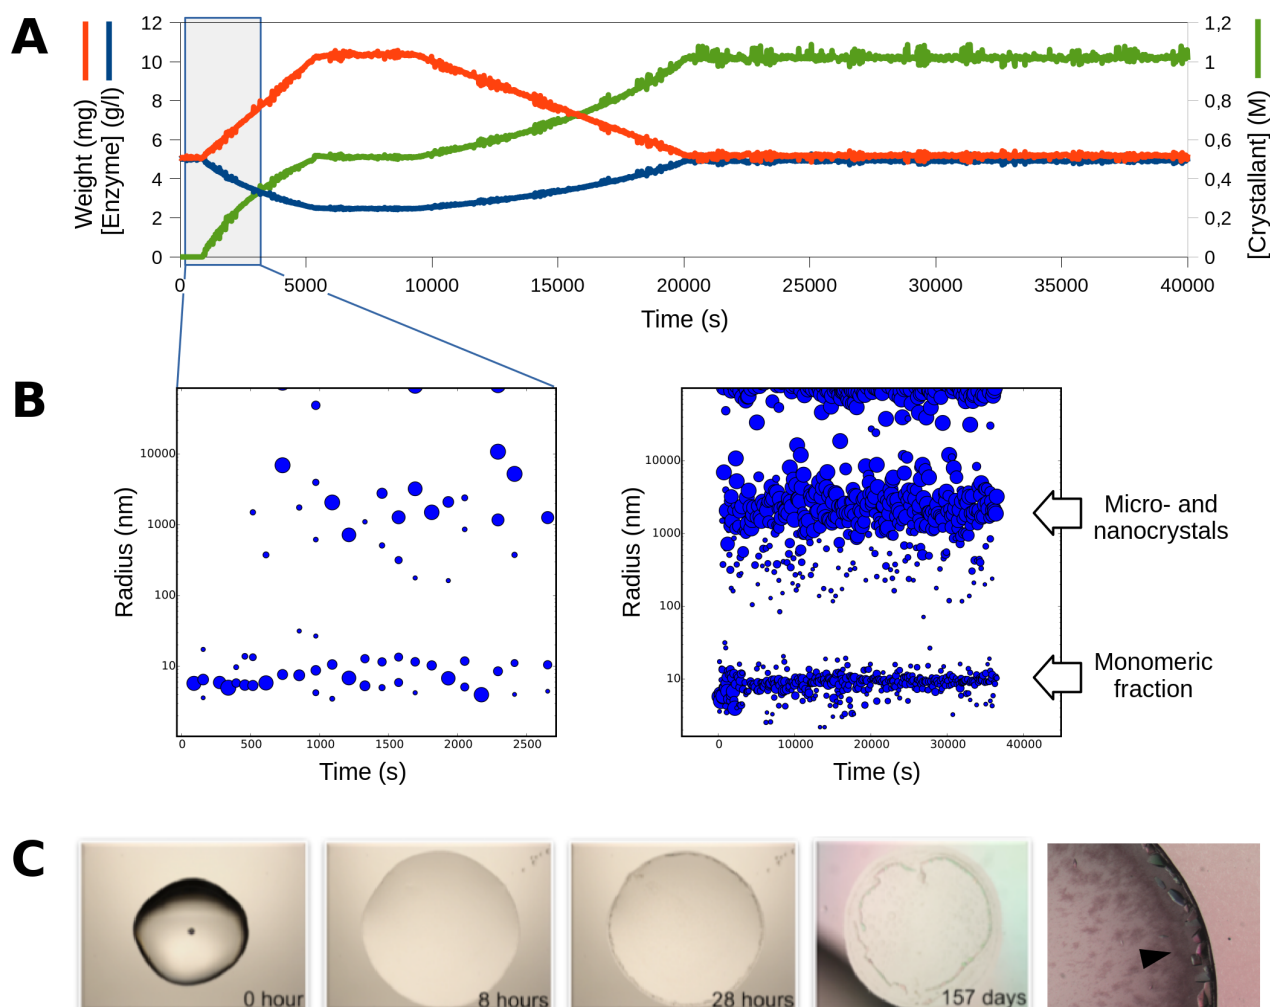 A
Weight (mg)
[Enzyme] (g/l)
12
10
8
6
4
2
0
1,2
1
0,8
0,6
0,4
0,2
0
[Crystallant] (M)
0 5000 10000 15000 20000 25000 30000 35000 40000
Time (s)
B
Radius (nm)
10000
1000
100
10
0 500 1000 1500 2000 2500
Time (s)
Radius (nm)
10000
1000
100
10
0 10000 20000 30000 40000
Time (s)
Micro- and
nanocrystals
Monomeric
fraction
C
0 hour
8 hours
28 hours
157 days